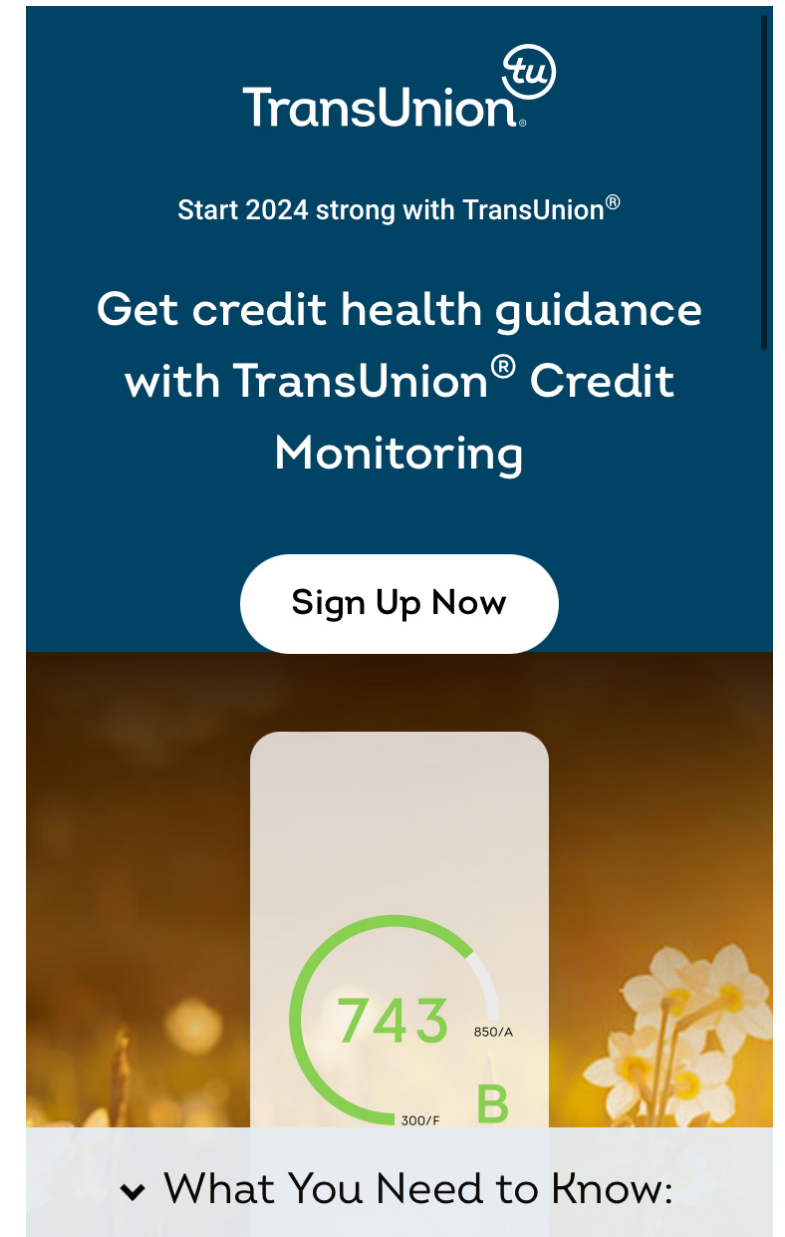 tu
TransUnion®
Start 2024 strong with TransUnion®
Get credit health guidance
with TransUnion® Credit
Monitoring
Sign Up Now
743
850/A
B
300/F
What You Need to Know: